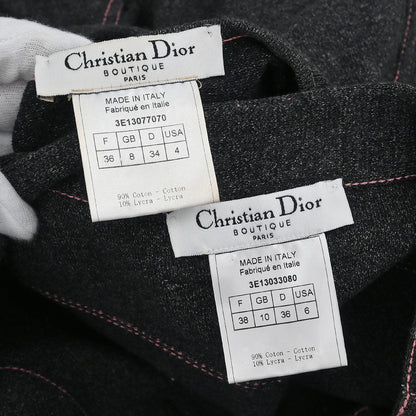 Christian Dior
BOUTIQUE
PARIS
MADE IN ITALY
Fabriqué en Italie
3E13077070
F GB D USA
36 8 34 4
90% Coton - Cotton
10% Lycra - Lycra
Christian Dior
BOUTIQUE
PARIS
MADE IN ITALY
Fabriqué en Italie
3E13033080
F GB D USA
38 10 36 6
90% Coton - Cotton
10% Lycra - Lycra